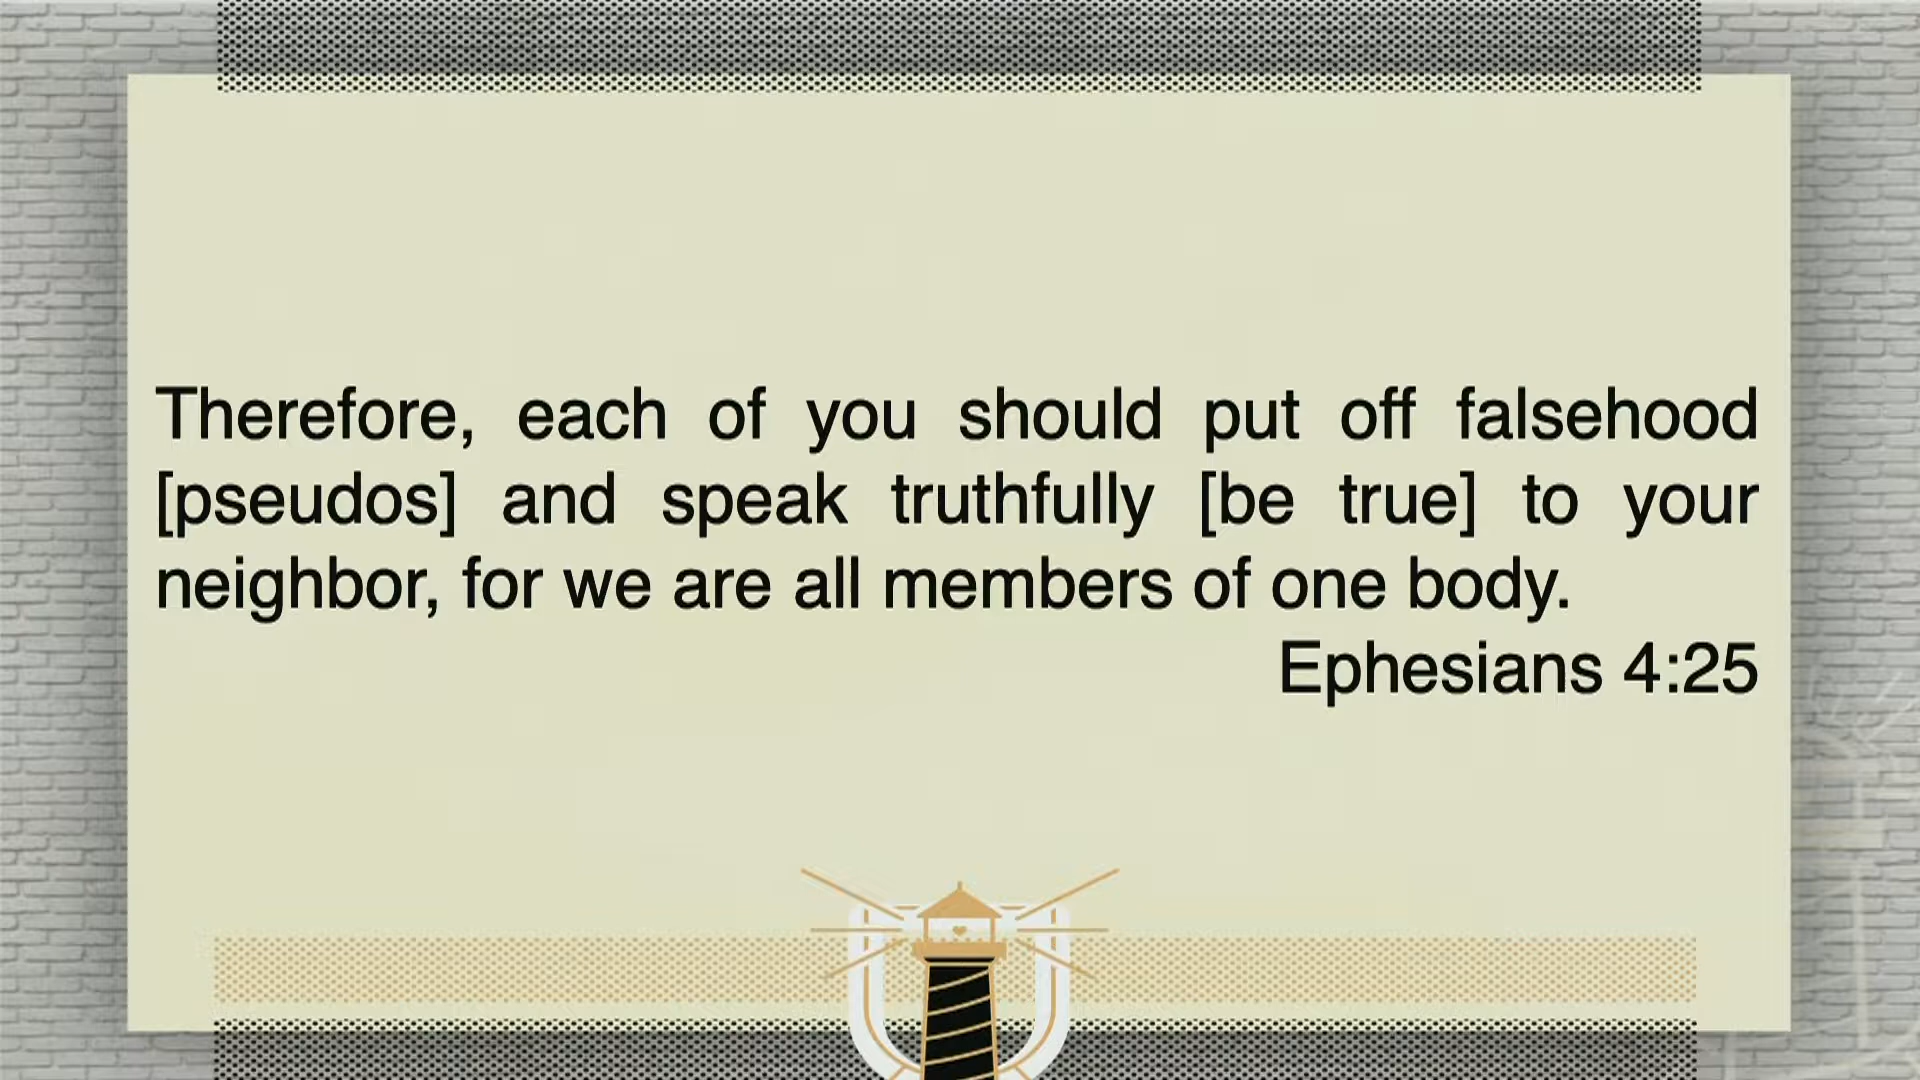 Therefore, each of you should put off falsehood
[pseudos] and speak truthfully [be true] to your
neighbor, for we are all members of one body.
Ephesians 4:25